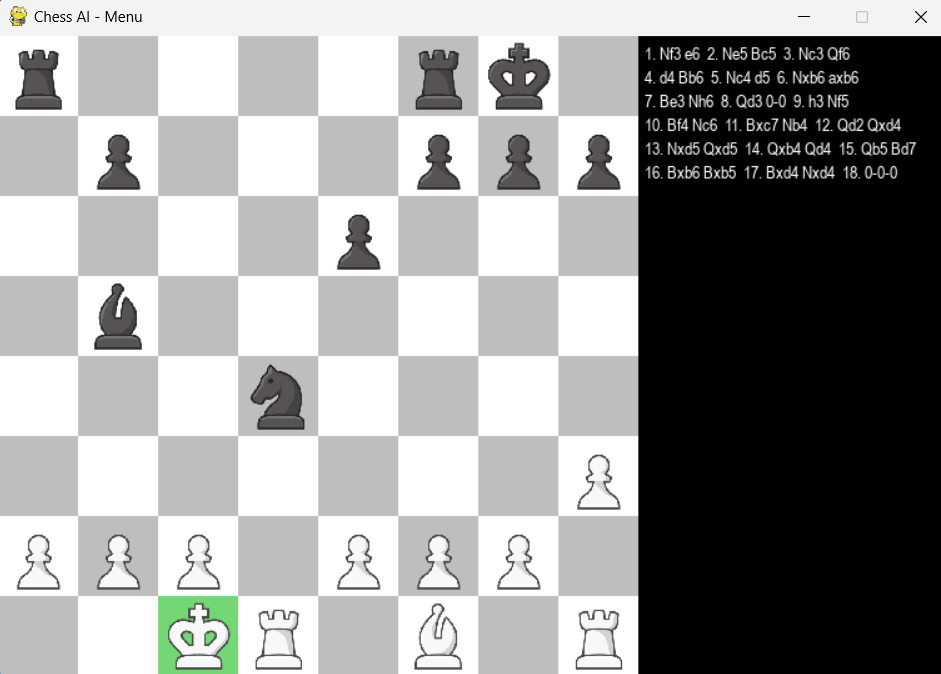 Chess AI - Menu
1. Nf3 e6 2. Ne5 Bc5 3. Nc3 Qf6
4. d4 Bb6 5. Nc4 d5 6. Nxb6 axb6
7. Be3 Nh6 8. Qd3 0-0 9. h3 Nf5
10. Bf4 Nc6 11. Bxc7 Nb4 12. Qd2 Qxd4
13. Nxd5 Qxd5 14. Qxb4 Qd4 15. Qb5 Bd7
16. Bxb6 Bxb5 17. Bxd4 Nxd4 18. 0-0-0